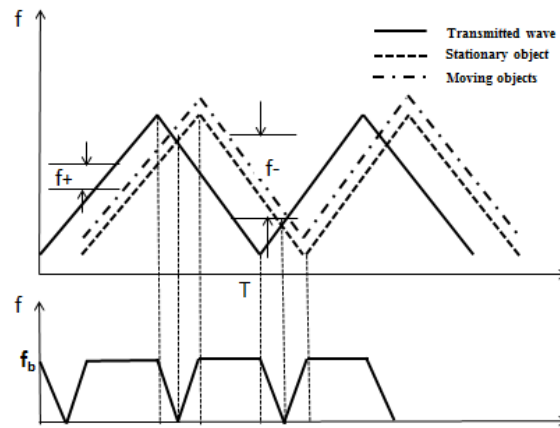 f
Transmitted wave
Stationary object
Moving objects
f+
f-
T
f
fb